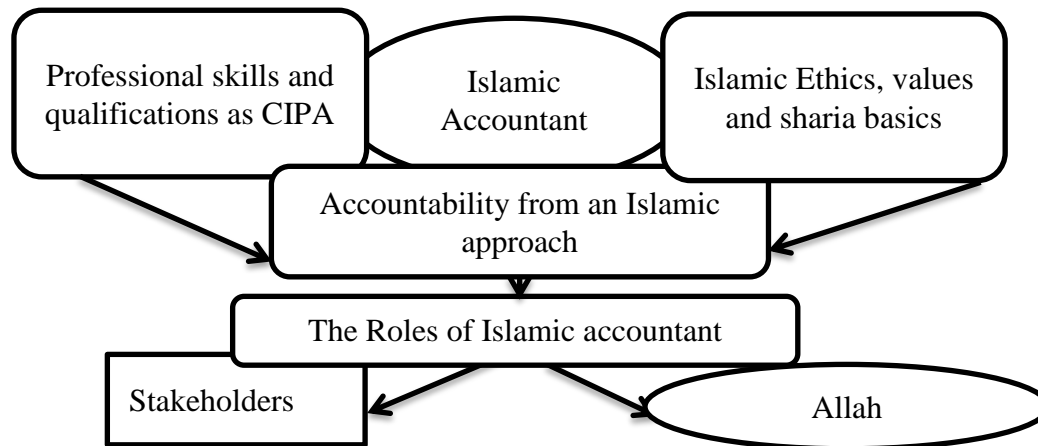 Professional skills and
qualifications as CIPA
Islamic
Accountant
Islamic Ethics, values
and sharia basics
Accountability from an Islamic
approach
The Roles of Islamic accountant
Stakeholders
Allah